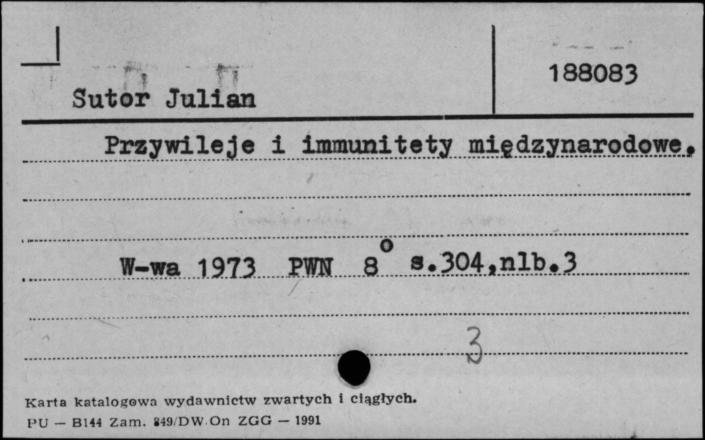 188083
Sutor Julian
Przywileje i immunitety międzynarodowe.
W-wa 1973 PWN 8° s.304,nlb.3
3
Karta katalogowa wydawnictw zwartych i ciągłych.
PU — B144 Zam. 849/DW.On ZGG — 1991